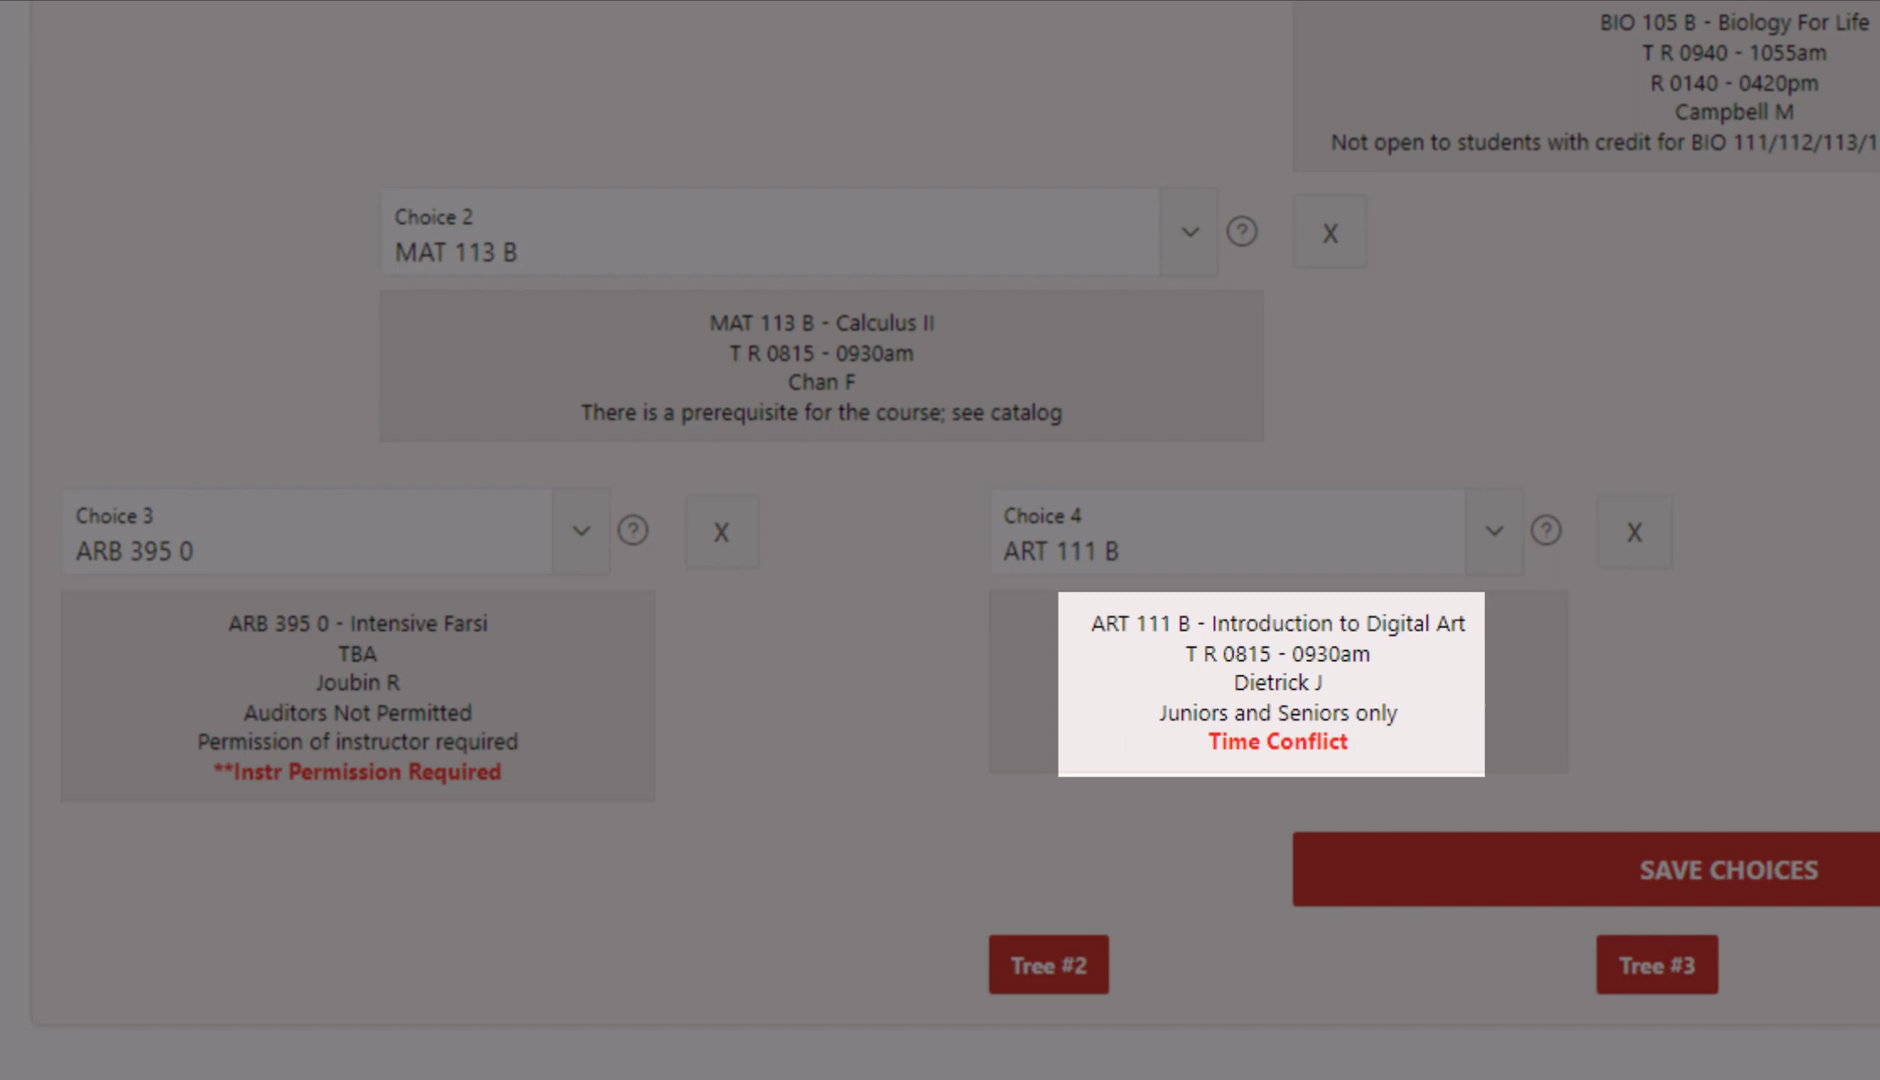 BIO 105 B - Biology For Life
T R 0940 - 1055am
R 0140 - 0420pm
Campbell M
Not open to students with credit for BIO 111/112/113/1
Choice 2
MAT 113 B
?
X
MAT 113 B - Calculus II
T R 0815 - 0930am
Chan F
There is a prerequisite for the course; see catalog
Choice 3
ARB 395 0
?
X
ARB 395 0 - Intensive Farsi
TBA
Joubin R
Auditors Not Permitted
Permission of instructor required
**Instr Permission Required
Choice 4
ART 111 B
?
X
ART 111 B - Introduction to Digital Art
T R 0815 - 0930am
Dietrick J
Juniors and Seniors only
Time Conflict
SAVE CHOICES
Tree #2
Tree #3